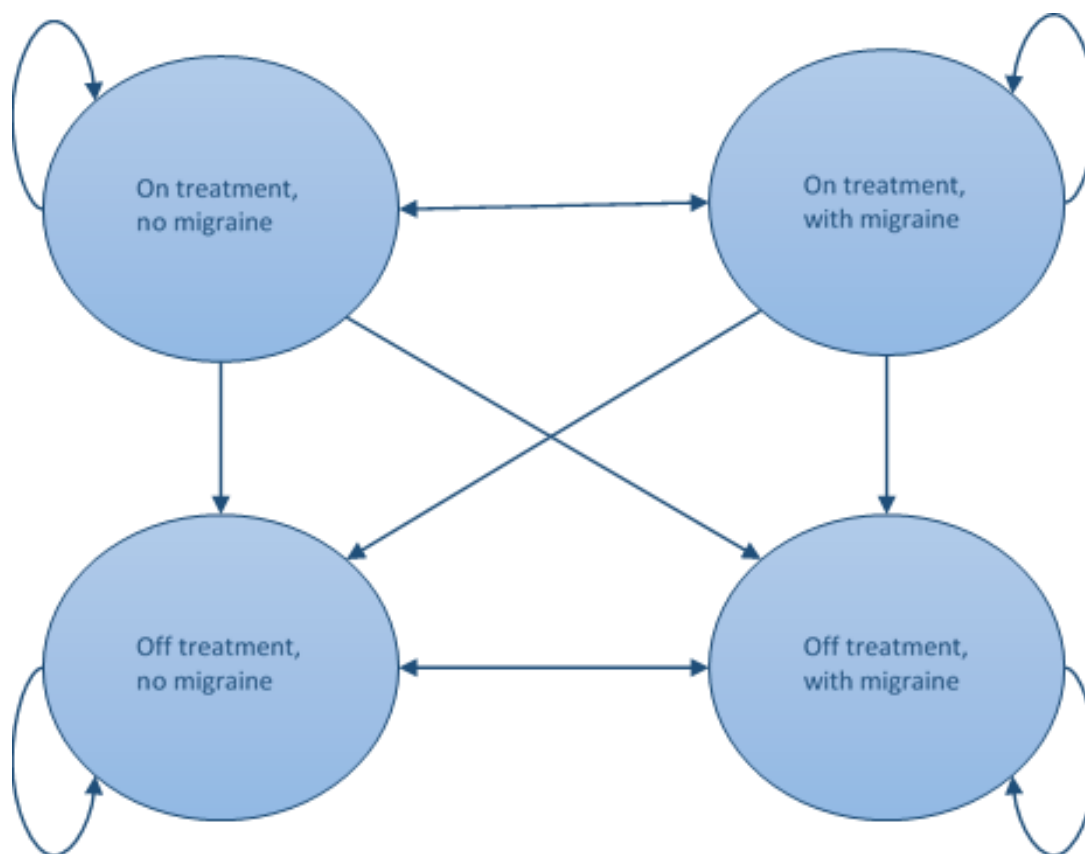 On treatment,
no migraine
On treatment,
with migraine
Off treatment,
no migraine
Off treatment,
with migraine